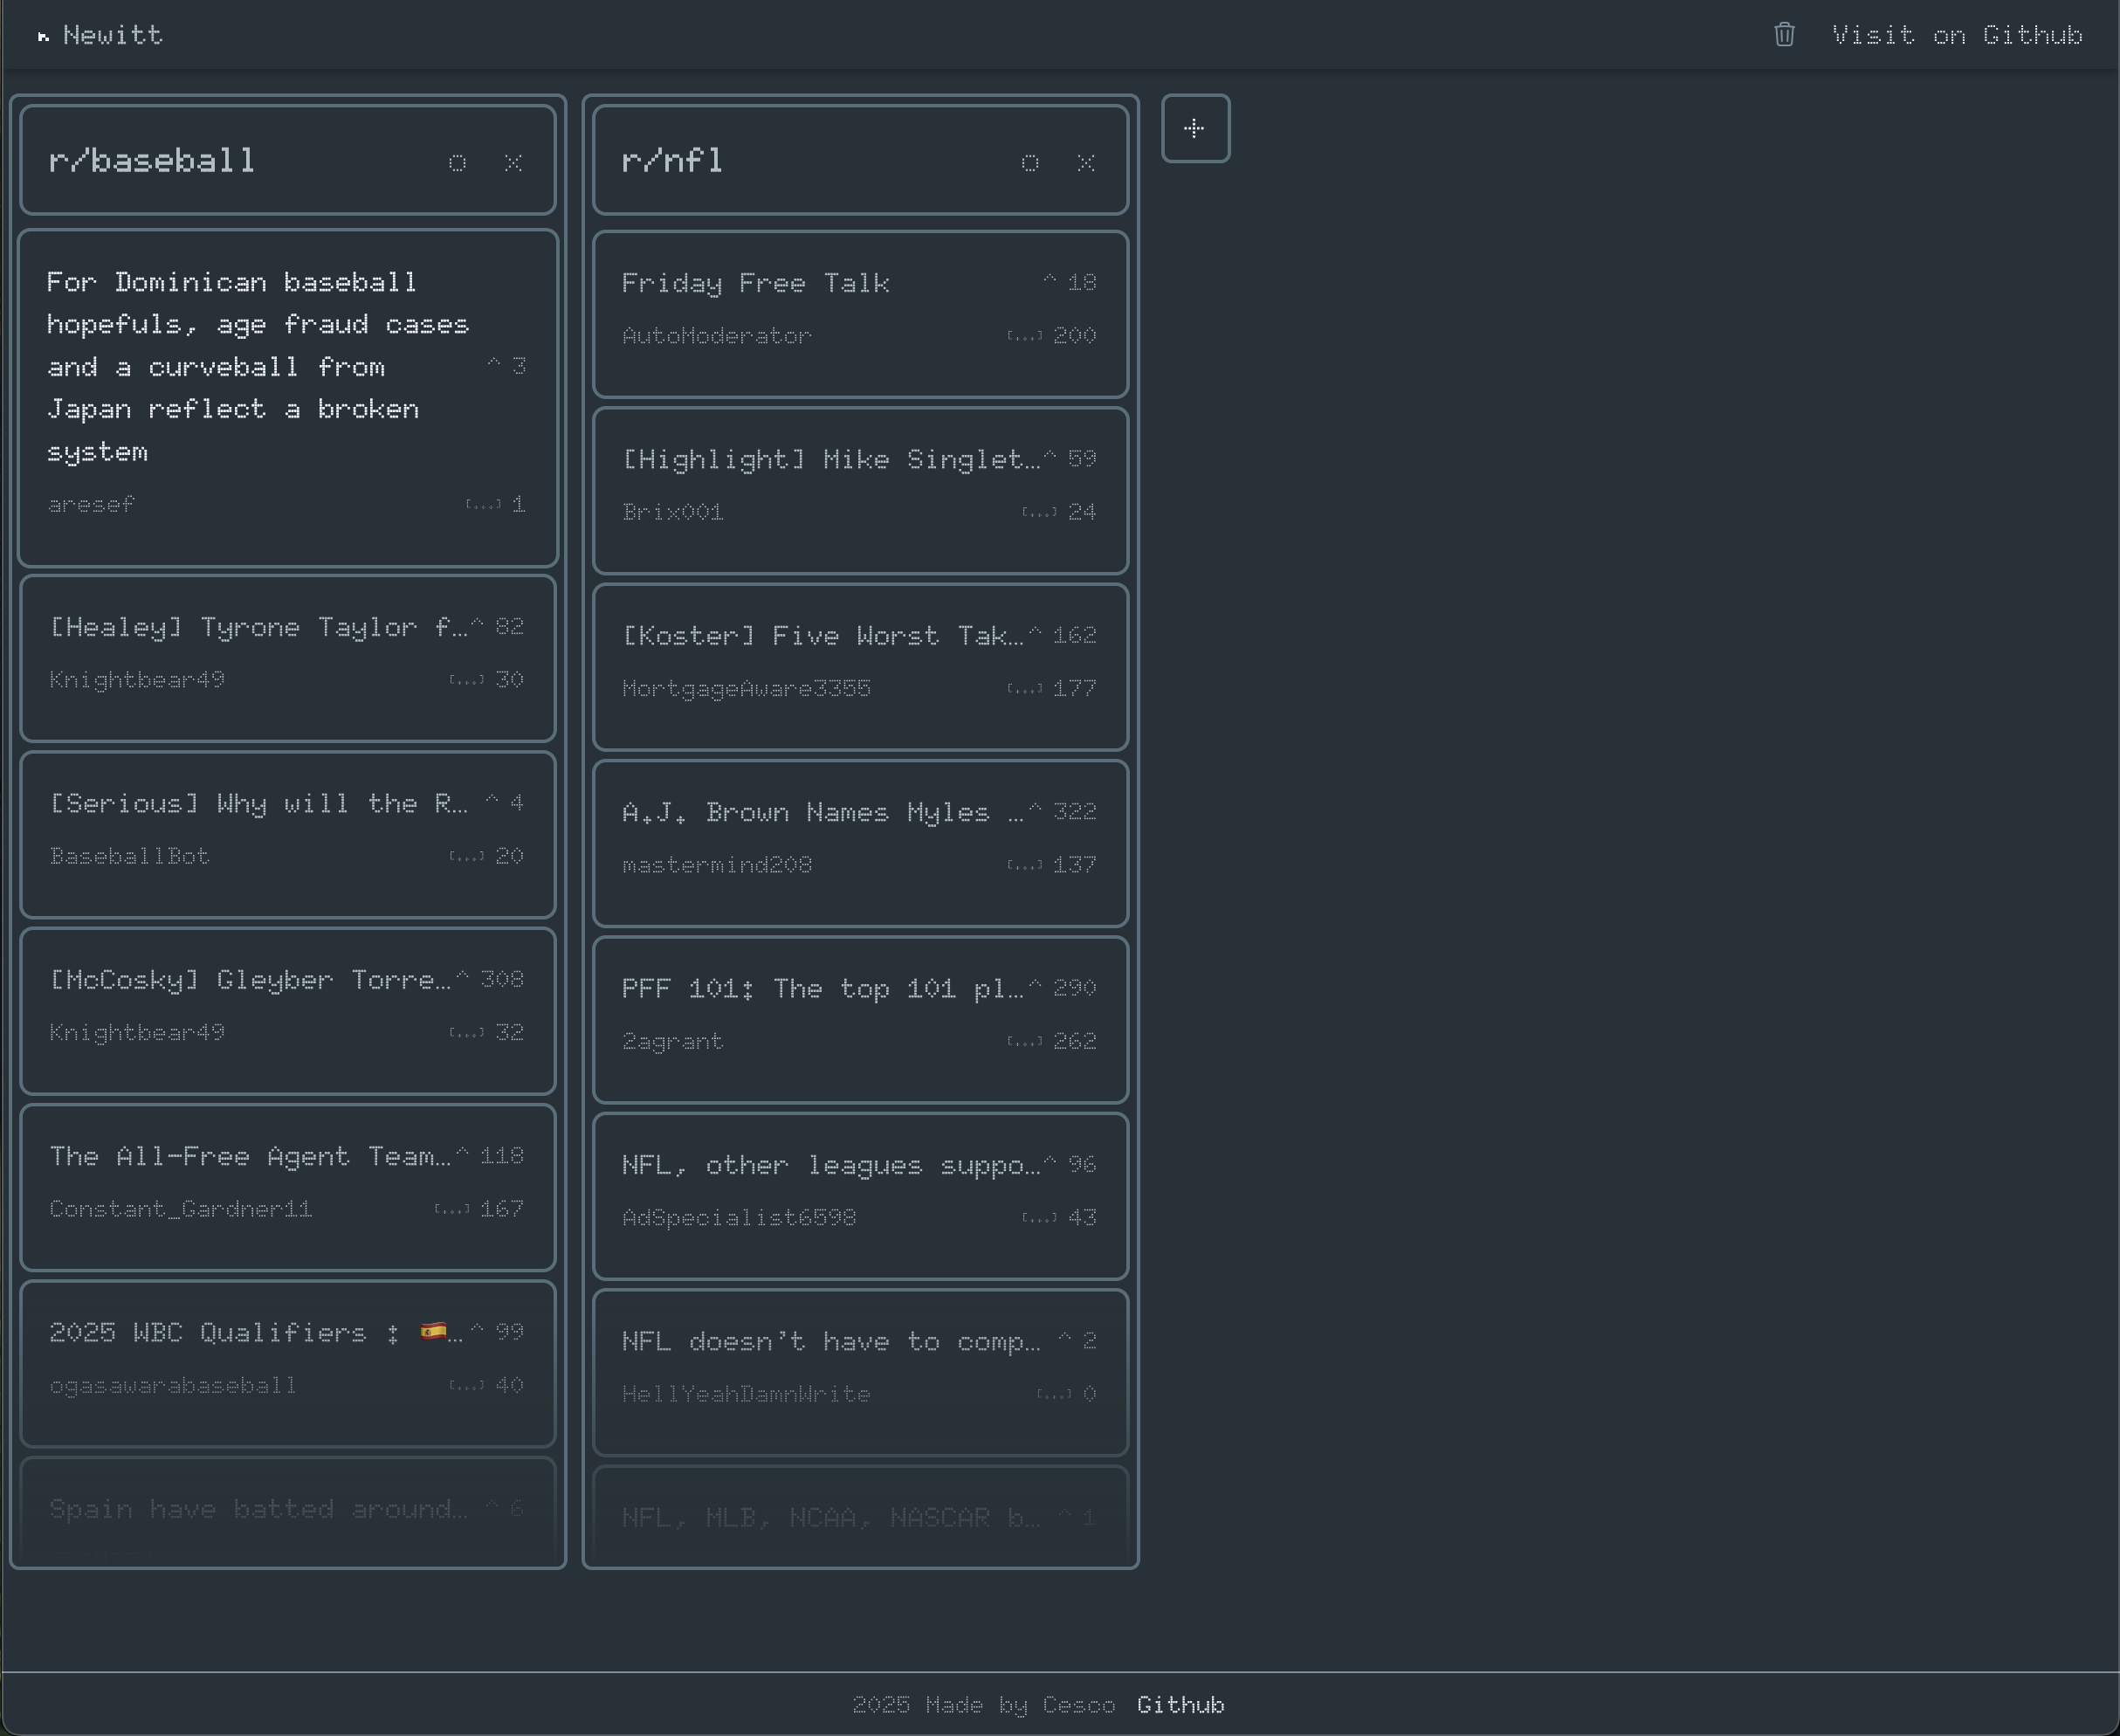 Newitt
Visit on Github
r/baseball o x
For Dominican baseball
hopefuls, age fraud cases
and a curveball from ^ 3
Japan reflect a broken
system
aresef [...] 1
[Healey] Tyrone Taylor f…^ 82
Knightbear49 [...] 30
[Serious] Why will the R… ^ 4
BaseballBot [...] 20
[McCosky] Gleyber Torre…^ 308
Knightbear49 [...] 32
The All-Free Agent Team…^ 118
Constant_Gardner11 [...] 167
2025 WBC Qualifiers : 🇪🇸…^ 99
ogasawarabaseball [...] 40
Spain have batted around… ^ 6
r/nfl o x
Friday Free Talk ^ 18
AutoModerator [...] 200
[Highlight] Mike Singlet…^ 59
Brix001 [...] 24
[Koster] Five Worst Tak…^ 162
MortgageAware3355 [...] 177
A.J. Brown Names Myles …^ 322
mastermind208 [...] 137
PFF 101: The top 101 pl…^ 290
2agrant [...] 262
NFL, other leagues suppo…^ 96
AdSpecialist6598 [...] 43
NFL doesn't have to comp… ^ 2
HellYeahDamnWrite [...] 0
NFL, MLB, NCAA, NASCAR b… ^ 1
+
2025 Made by Cesco Github